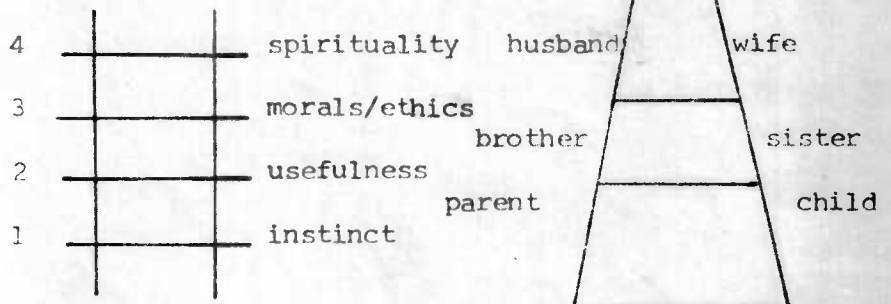 4 spirituality husband wife
3 morals/ethics
brother sister
2 usefulness
parent child
1 instinct